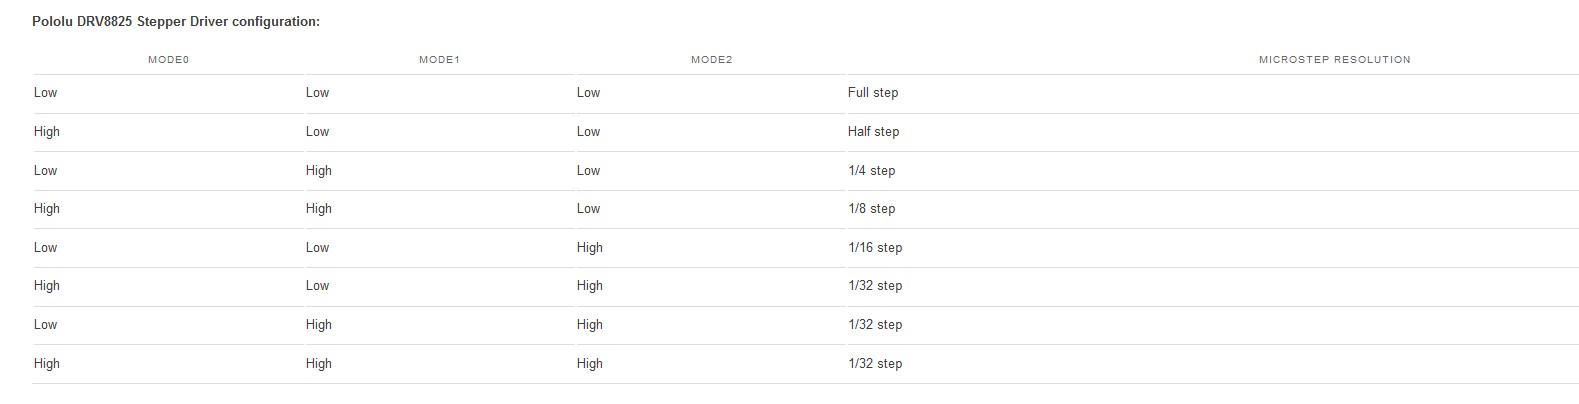 Pololu DRV8825 Stepper Driver configuration:
MODE0 MODE1 MODE2 MICROSTEP RESOLUTION
Low Low Low Full step
High Low Low Half step
Low High Low 1/4 step
High High Low 1/8 step
Low Low High 1/16 step
High Low High 1/32 step
Low High High 1/32 step
High High High 1/32 step